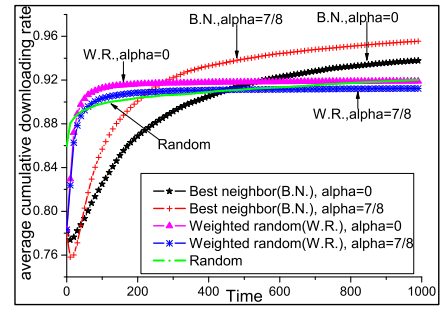 B.N.,alpha=7/8
B.N.,alpha=0
W.R.,alpha=0
W.R.,alpha=7/8
Random
average cumulative downloading rate
0.96
0.92
0.88
0.84
0.80
0.76
Best neighbor(B.N.), alpha=0
Best neighbor(B.N.), alpha=7/8
Weighted random(W.R.), alpha=0
Weighted random(W.R.), alpha=7/8
Random
0 200 400 600 800 1000
Time